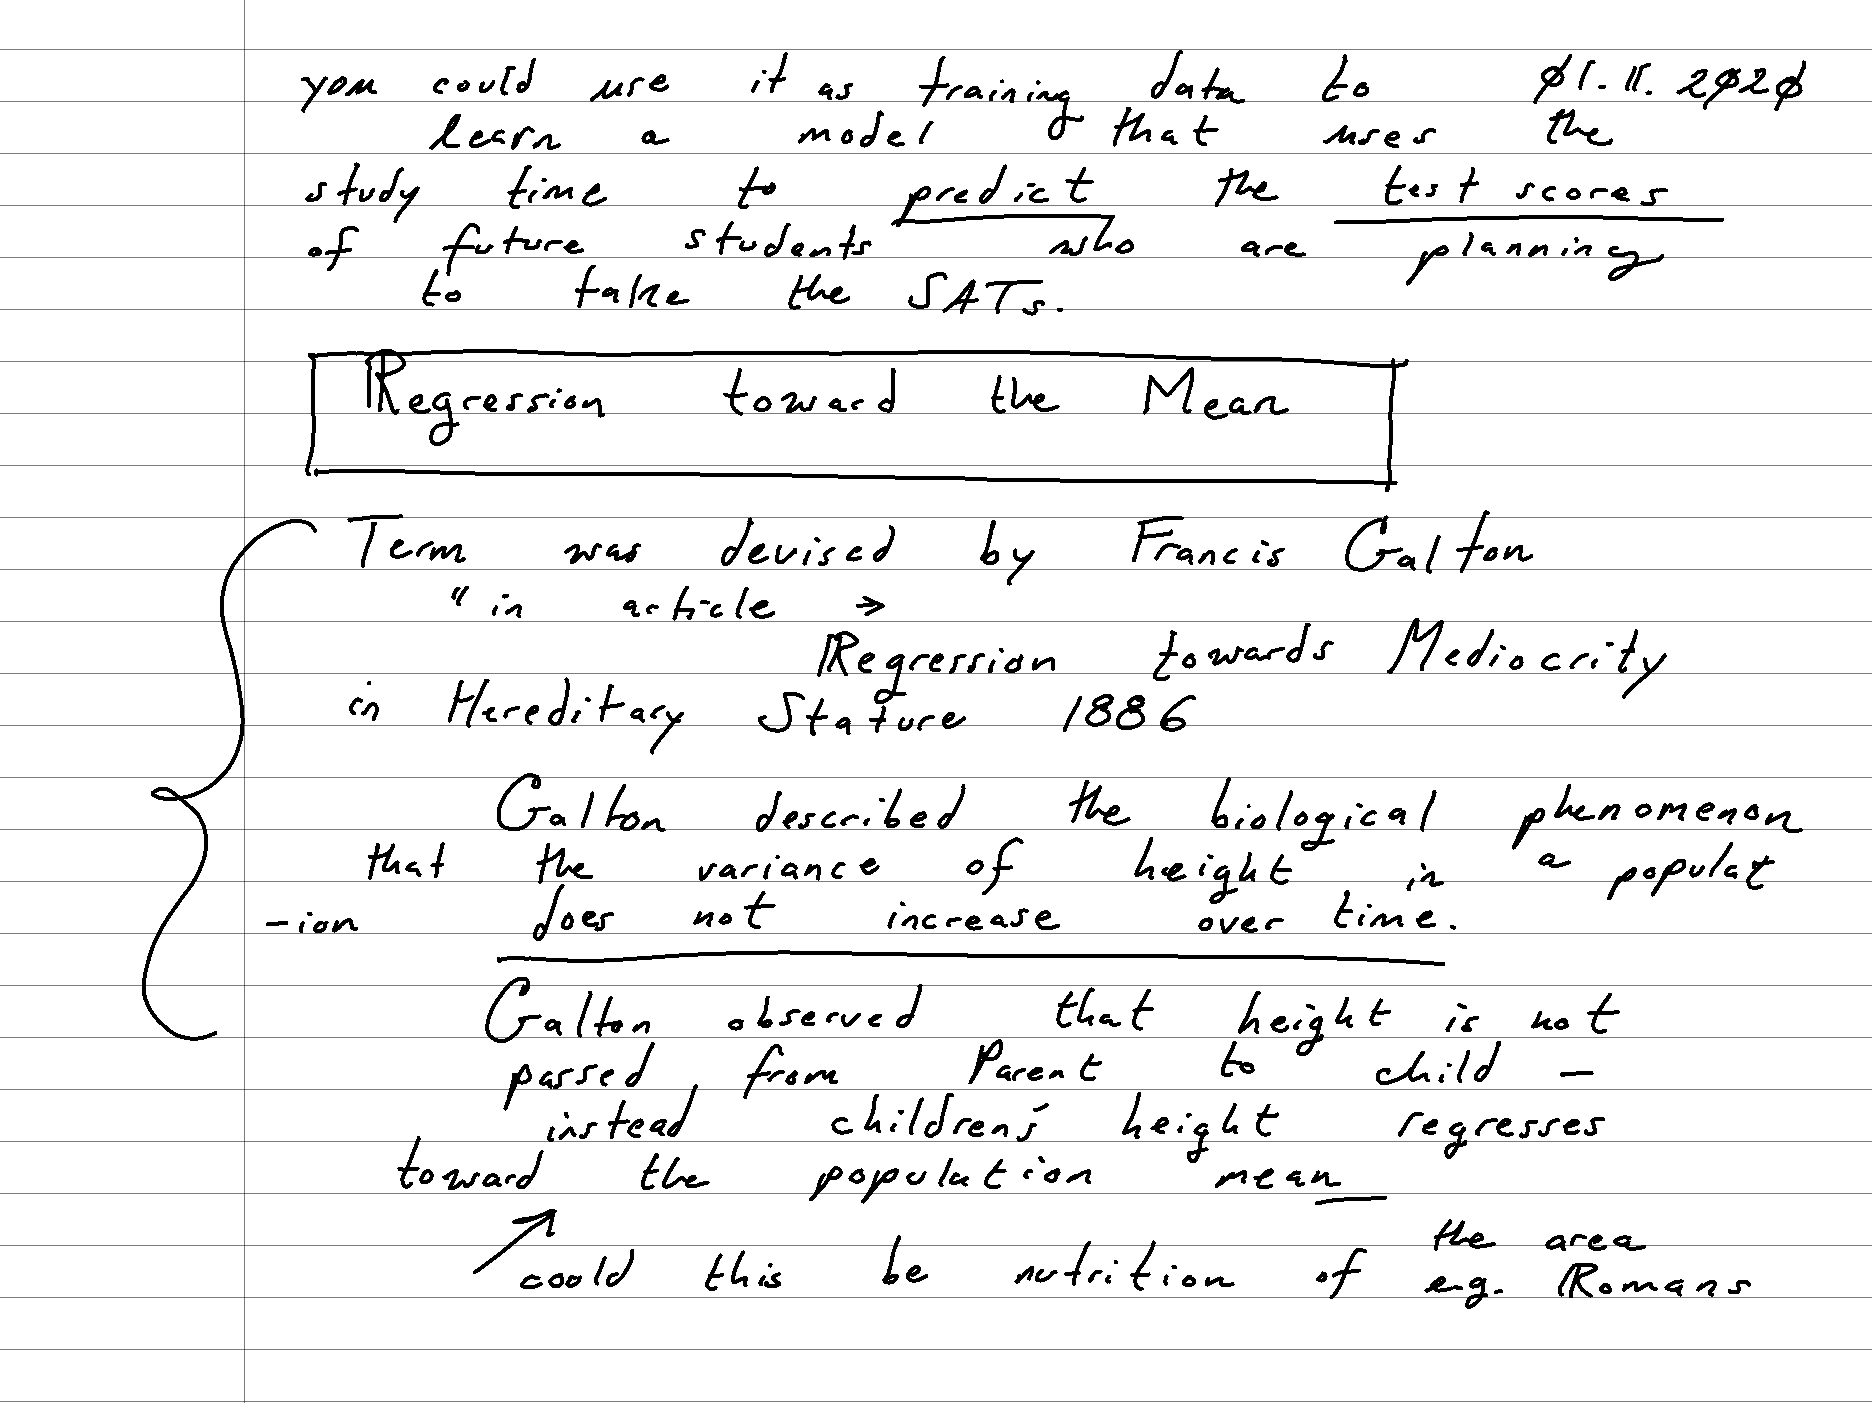 you could use it as training data to 01.11.2020
learn a model that uses the
study time to predict the test scores
of future students who are planning
to take the SATs.
Regression toward the Mean
Term was devised by Francis Galton
" in article →
Regression towards Mediocrity
in Hereditary Stature 1886
Galton described the biological phenomenon
that the variance of height in a populat
-ion does not increase over time.
Galton observed that height is not
passed from Parent to child –
instead children's height regresses
toward the population mean
the area
could this be nutrition of e.g. Romans